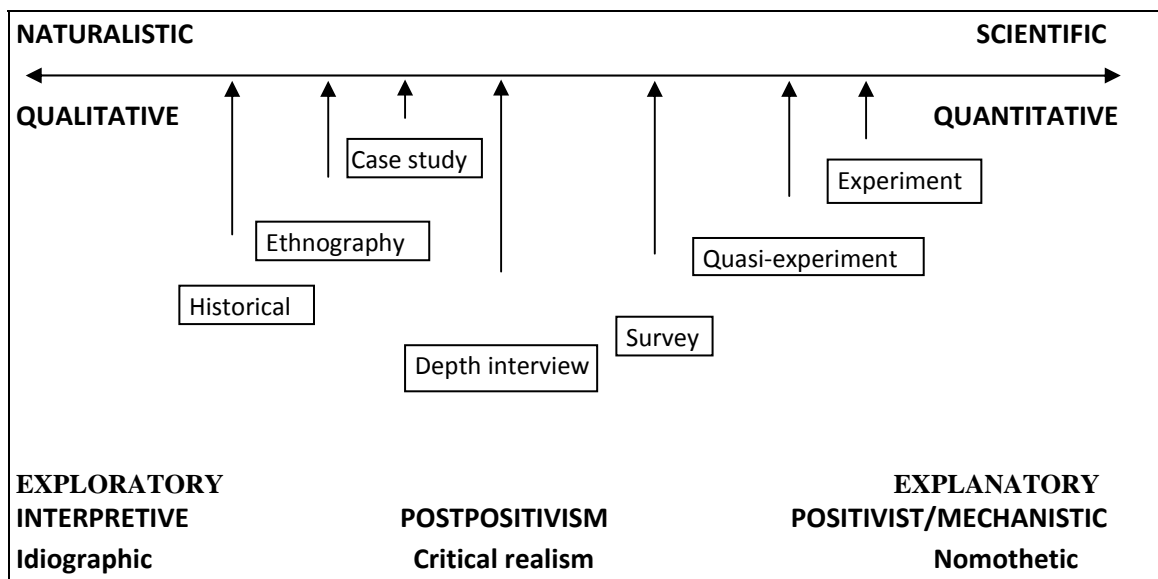 NATURALISTIC SCIENTIFIC
QUALITATIVE QUANTITATIVE
Case study
Experiment
Ethnography
Quasi-experiment
Historical
Survey
Depth interview
EXPLORATORY EXPLANATORY
INTERPRETIVE POSTPOSITIVISM POSITIVIST/MECHANISTIC
Idiographic Critical realism Nomothetic